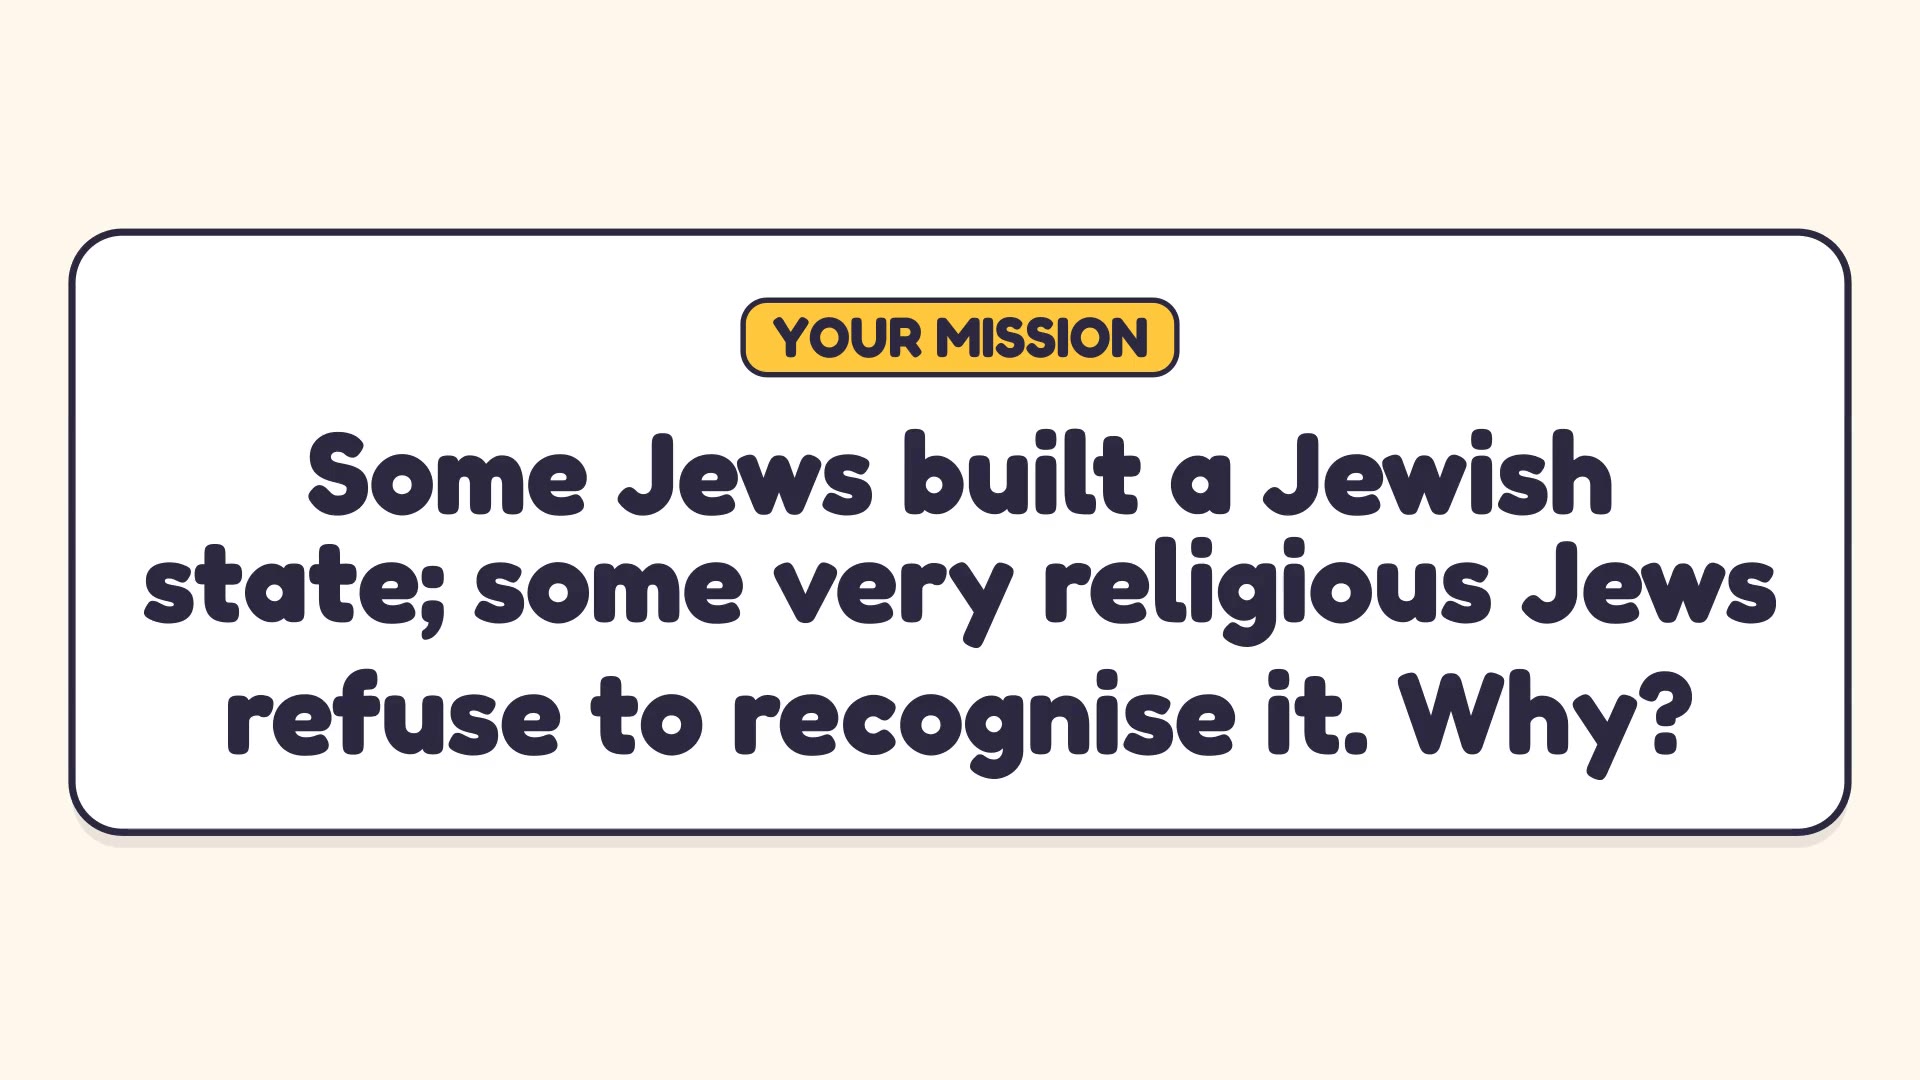 YOUR MISSION
Some Jews built a Jewish
state; some very religious Jews
refuse to recognise it. Why?